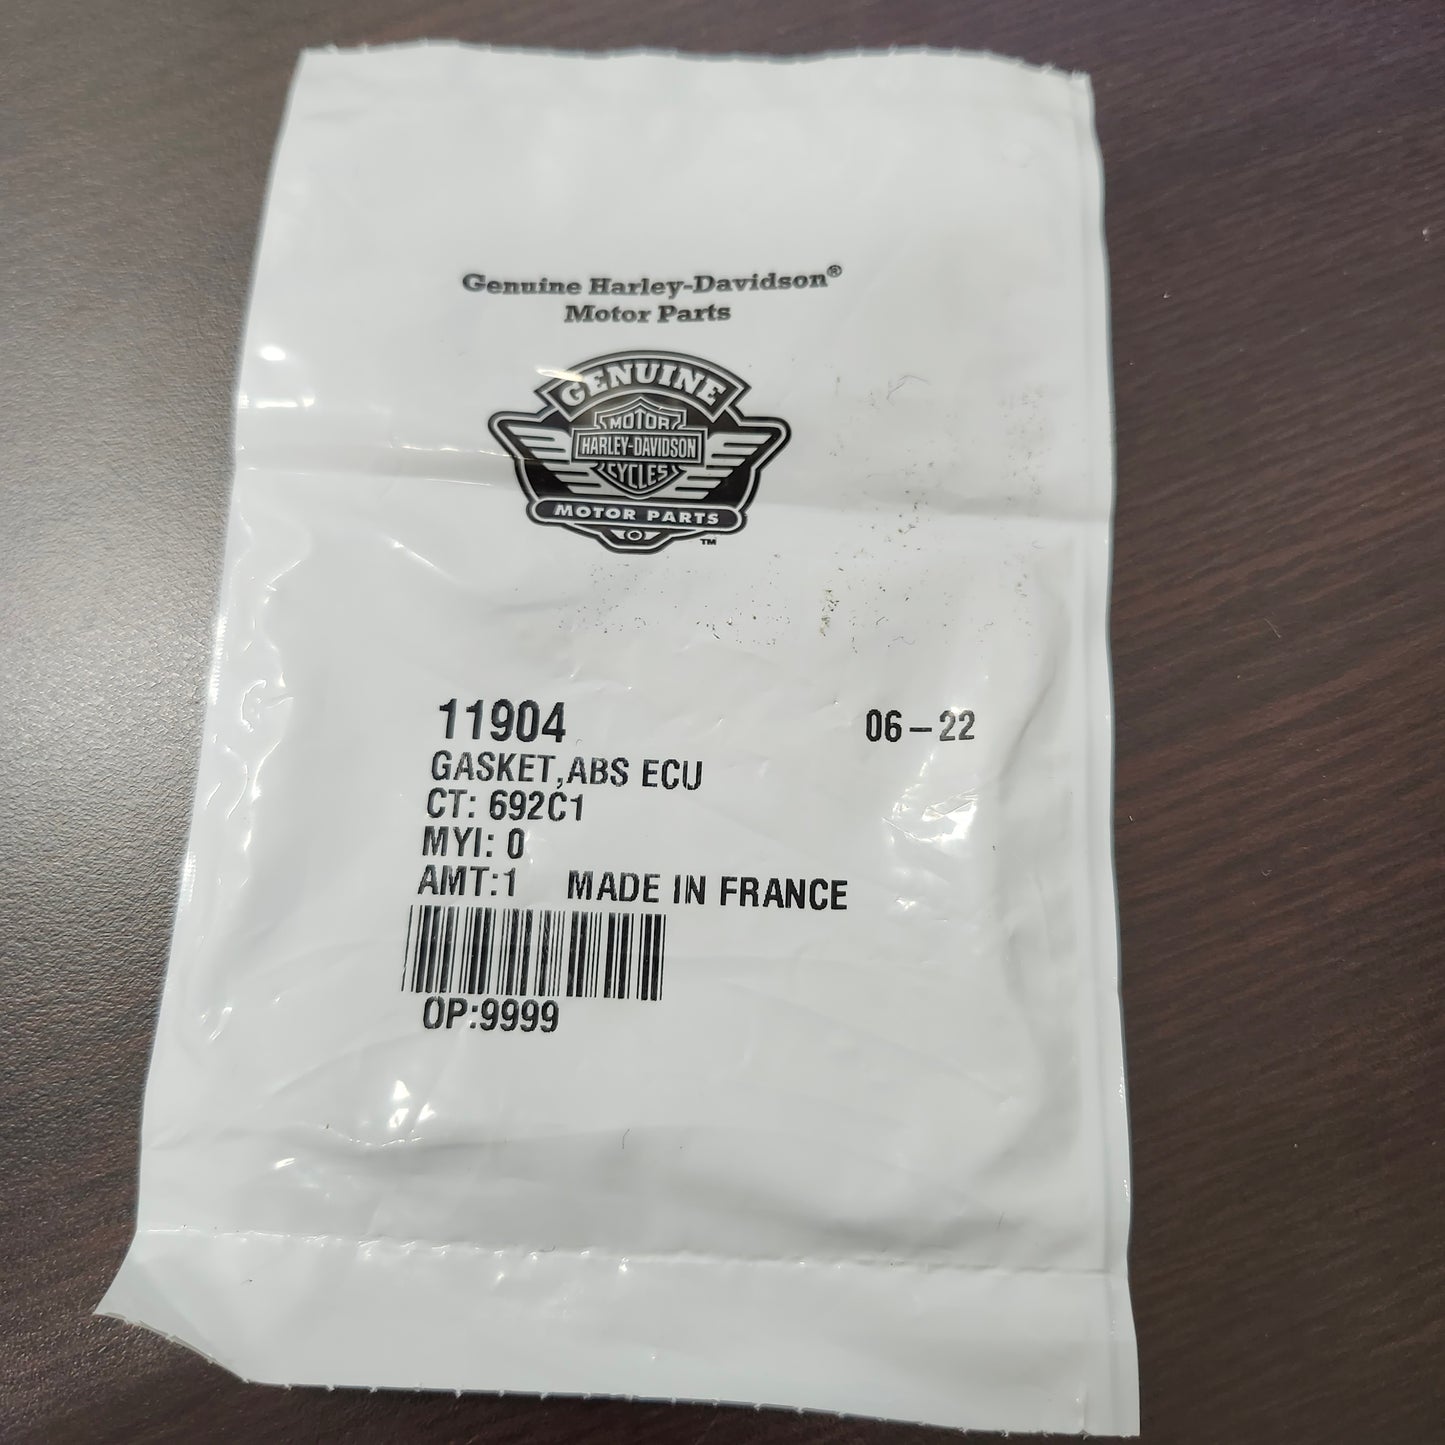 Genuine Harley-Davidson®
Motor Parts
GENUINE
MOTOR
HARLEY-DAVIDSON
CYCLES
MOTOR PARTS
TM
11904 06-22
GASKET,ABS ECU
CT: 692C1
MYI: 0
AMT:1 MADE IN FRANCE
OP:9999